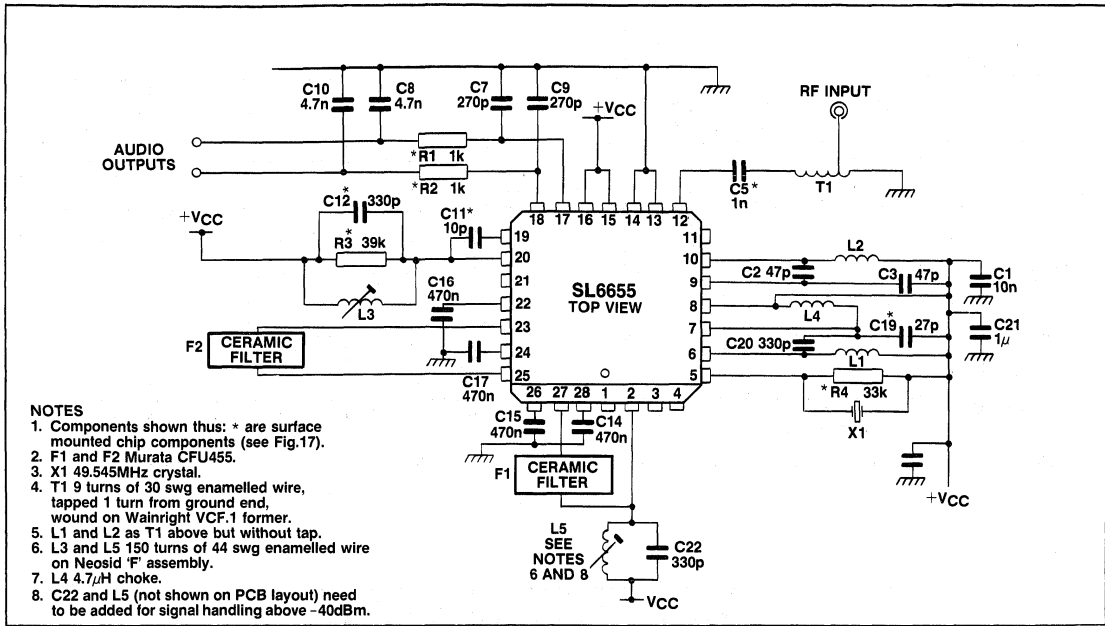 C10
4.7n
C8
4.7n
C7
270p
C9
270p
+VCC
RF INPUT
AUDIO
OUTPUTS
*R1 1k
*R2 1k
C5*
1n
T1
C12*
330p
+VCC
R3* 39k
L3
C11*
10p
C16
470n
C17
470n
F2
CERAMIC
FILTER
18 17 16 15 14 13 12
19
20
21
22
23
24
25
11
10
9
8
7
6
5
SL6655
TOP VIEW
26 27 28 1 2 3 4
L2
C2 47p
C3 47p
C1
10n
L4
C19*
27p
C21
1μ
C20 330p
L1
*R4 33k
X1
+VCC
C15
470n
C14
470n
F1
CERAMIC
FILTER
L5
SEE
NOTES
6 AND 8
C22
330p
VCC
NOTES
1. Components shown thus: * are surface
mounted chip components (see Fig.17).
2. F1 and F2 Murata CFU455.
3. X1 49.545MHz crystal.
4. T1 9 turns of 30 swg enamelled wire,
tapped 1 turn from ground end,
wound on Wainright VCF.1 former.
5. L1 and L2 as T1 above but without tap.
6. L3 and L5 150 turns of 44 swg enamelled wire
on Neosid 'F' assembly.
7. L4 4.7μH choke.
8. C22 and L5 (not shown on PCB layout) need
to be added for signal handling above -40dBm.